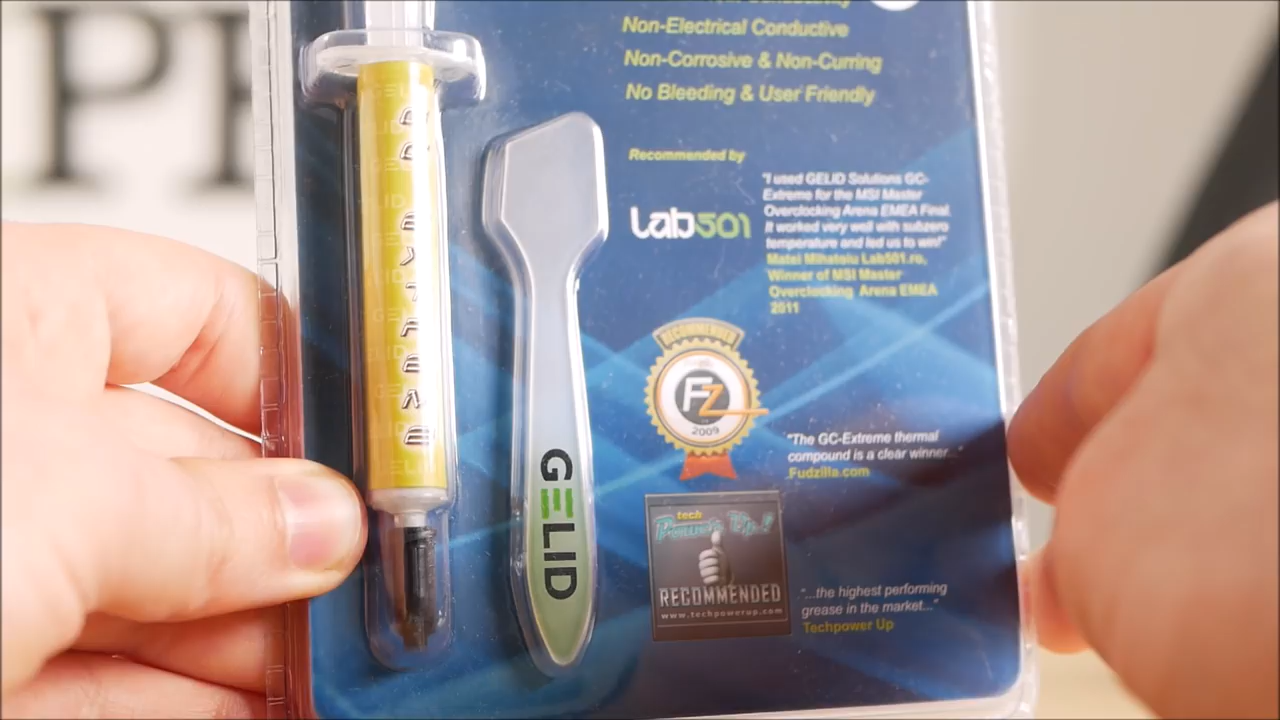 Non-Electrical Conductive
Non-Corrosive & Non-Curring
No Bleeding & User Friendly
Recommended by
Lab501
"I used GELID Solutions GC-
Extreme for the MSI Master
Overclocking Arena EMEA Final.
It worked very well with subzero
temperature and led us to win!"
Matei Mihatoiu Lab501.ro,
Winner of MSI Master
Overclocking Arena EMEA
2011
RECOMMENDED
FZ
2009
"The GC-Extreme thermal
compound is a clear winner..."
.Fudzilla.com
tech
Power Up!
RECOMMENDED
www.techpowerup.com
"...the highest performing
grease in the market..."
Techpower Up
GC EXTREME
GELID